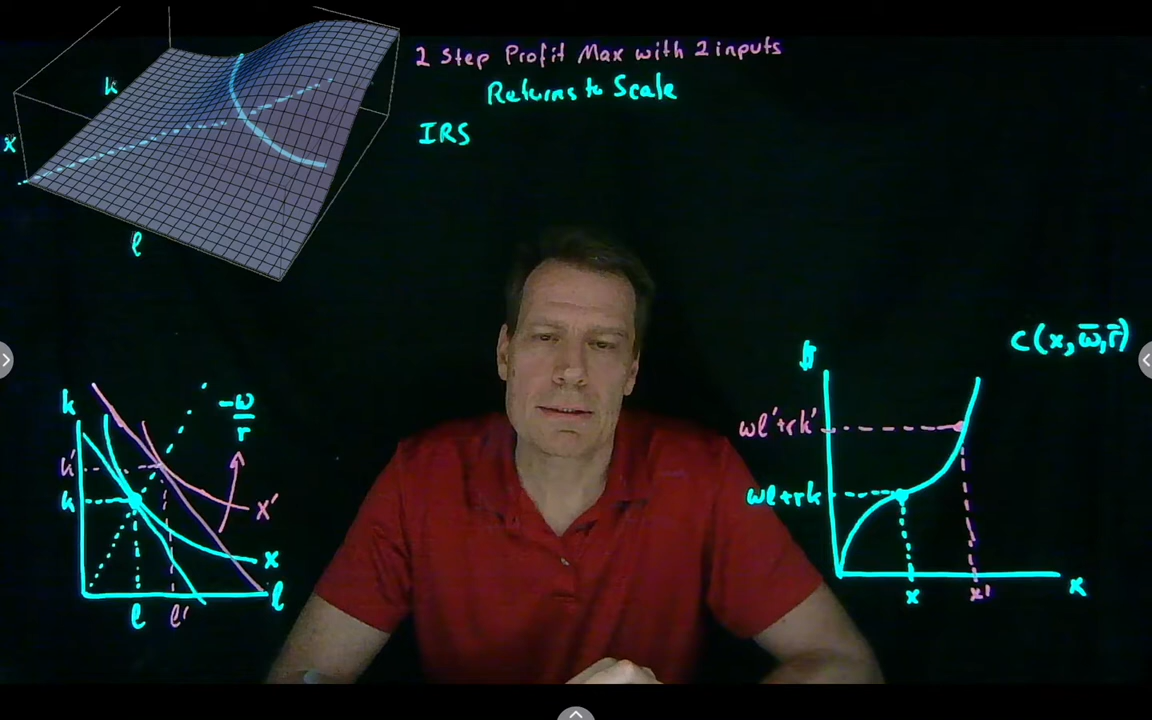 2 Step Profit Max with 2 inputs
Returns to Scale
IRS
k
x
l
k
k'
k
-w
r
x'
x
l
l
l'
$
C(x, w̄, r̄)
wl'+rk'
wl+rk
x
x'
x